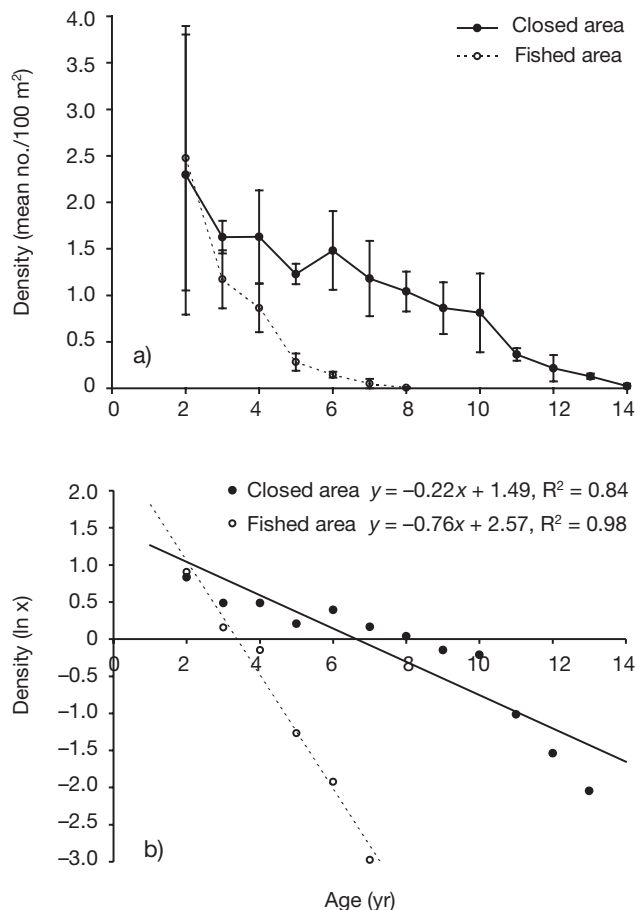 4.0
Closed area
3.5
Fished area
3.0
2.5
2.0
1.5
1.0
0.5
0
Density (mean no./100 m²)
a)
0 2 4 6 8 10 12 14
2.0
Closed area y = –0.22x + 1.49, R² = 0.84
1.5
Fished area y = –0.76x + 2.57, R² = 0.98
1.0
0.5
0
0 2 4 6 8 10 12 14
–0.5
–1.0
–1.5
–2.0
–2.5
–3.0
Density (ln x)
b)
Age (yr)